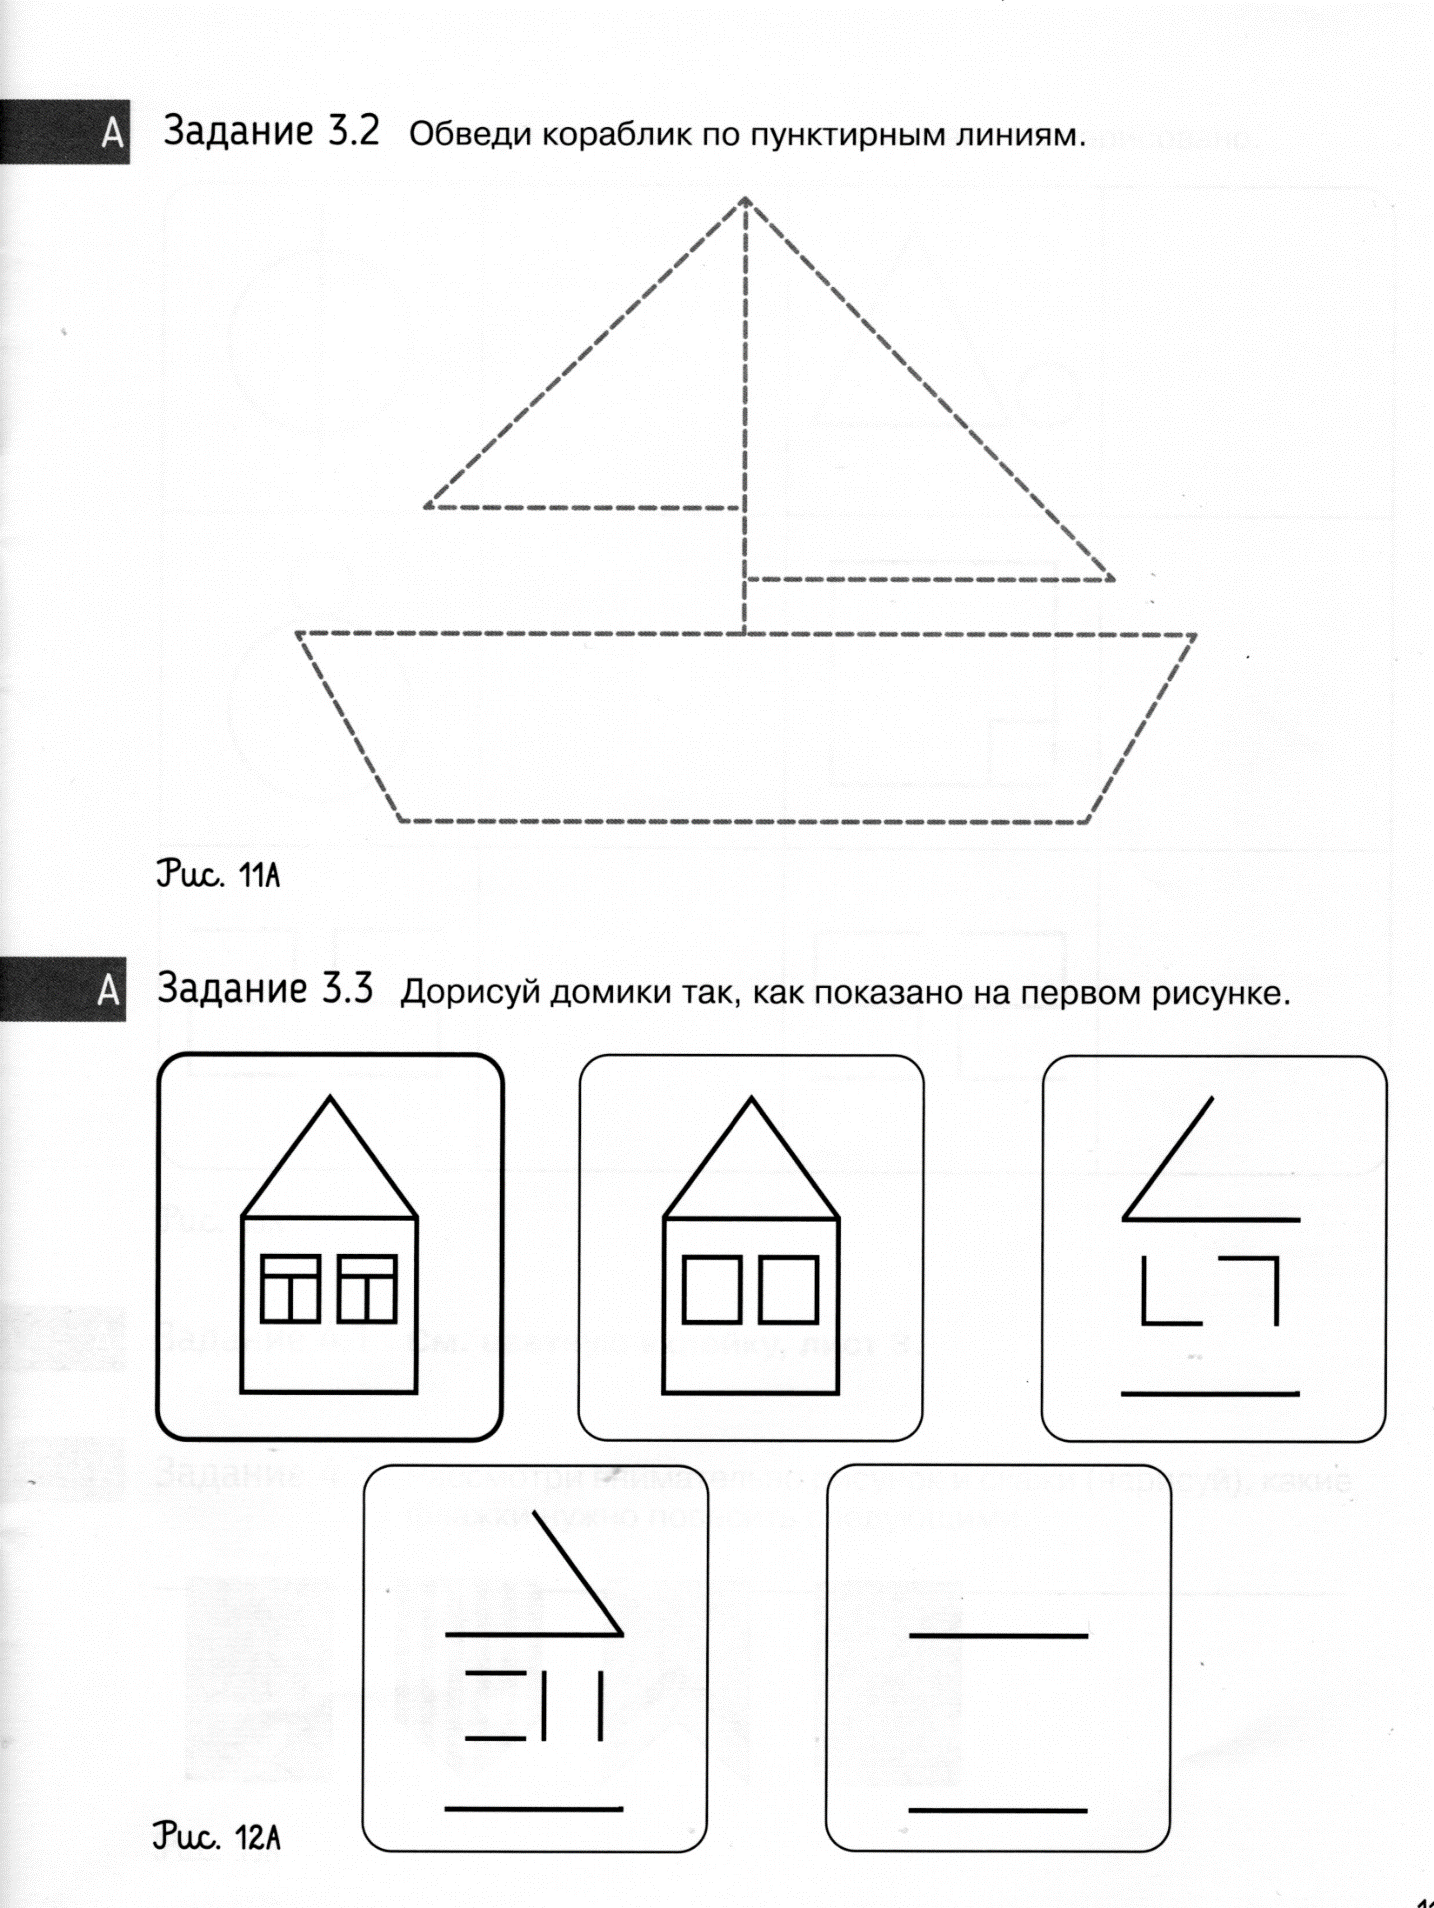 А Задание 3.2 Обведи кораблик по пунктирным линиям.
Рис. 11А
А Задание 3.3 Дорисуй домики так, как показано на первом рисунке.
Рис. 12А